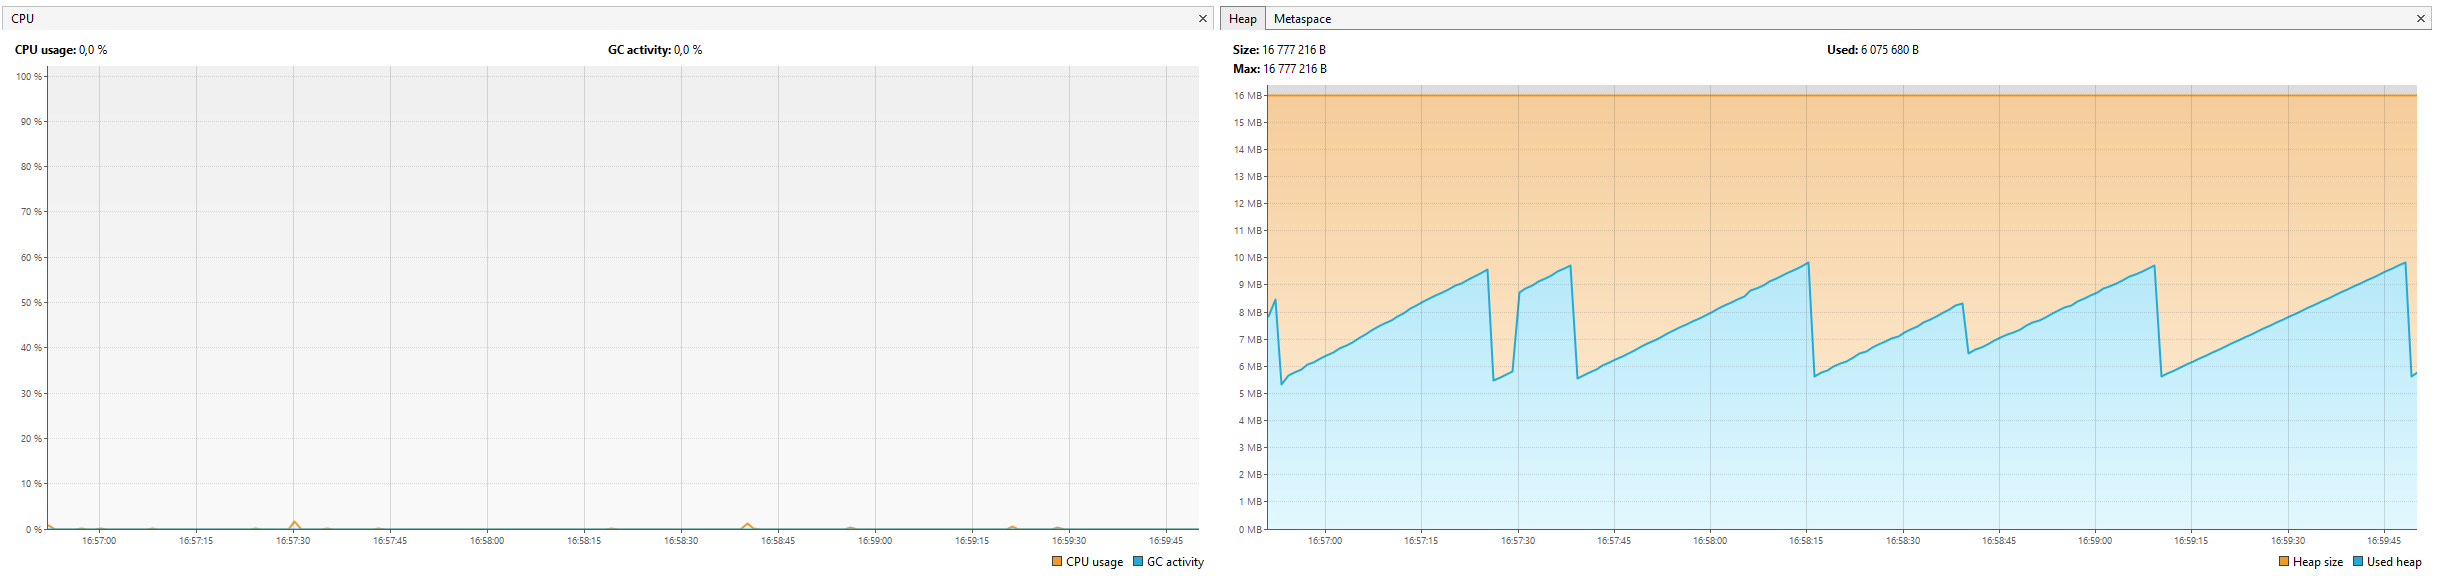 CPU
CPU usage: 0,0 %
GC activity: 0,0 %
100 %
90 %
80 %
70 %
60 %
50 %
40 %
30 %
20 %
10 %
0 %
16:57:00 16:57:15 16:57:30 16:57:45 16:58:00 16:58:15 16:58:30 16:58:45 16:59:00 16:59:15 16:59:30 16:59:45
CPU usage GC activity
Heap Metaspace
Size: 16 777 216 B
Used: 6 075 680 B
Max: 16 777 216 B
16 MB
15 MB
14 MB
13 MB
12 MB
11 MB
10 MB
9 MB
8 MB
7 MB
6 MB
5 MB
4 MB
3 MB
2 MB
1 MB
0 MB
16:57:00 16:57:15 16:57:30 16:57:45 16:58:00 16:58:15 16:58:30 16:58:45 16:59:00 16:59:15 16:59:30 16:59:45
Heap size Used heap